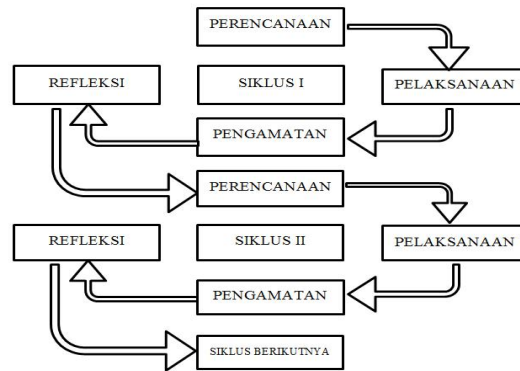 PERENCANAAN
REFLEKSI
SIKLUS I
PELAKSANAAN
PENGAMATAN
PERENCANAAN
REFLEKSI
SIKLUS II
PELAKSANAAN
PENGAMATAN
SIKLUS BERIKUTNYA